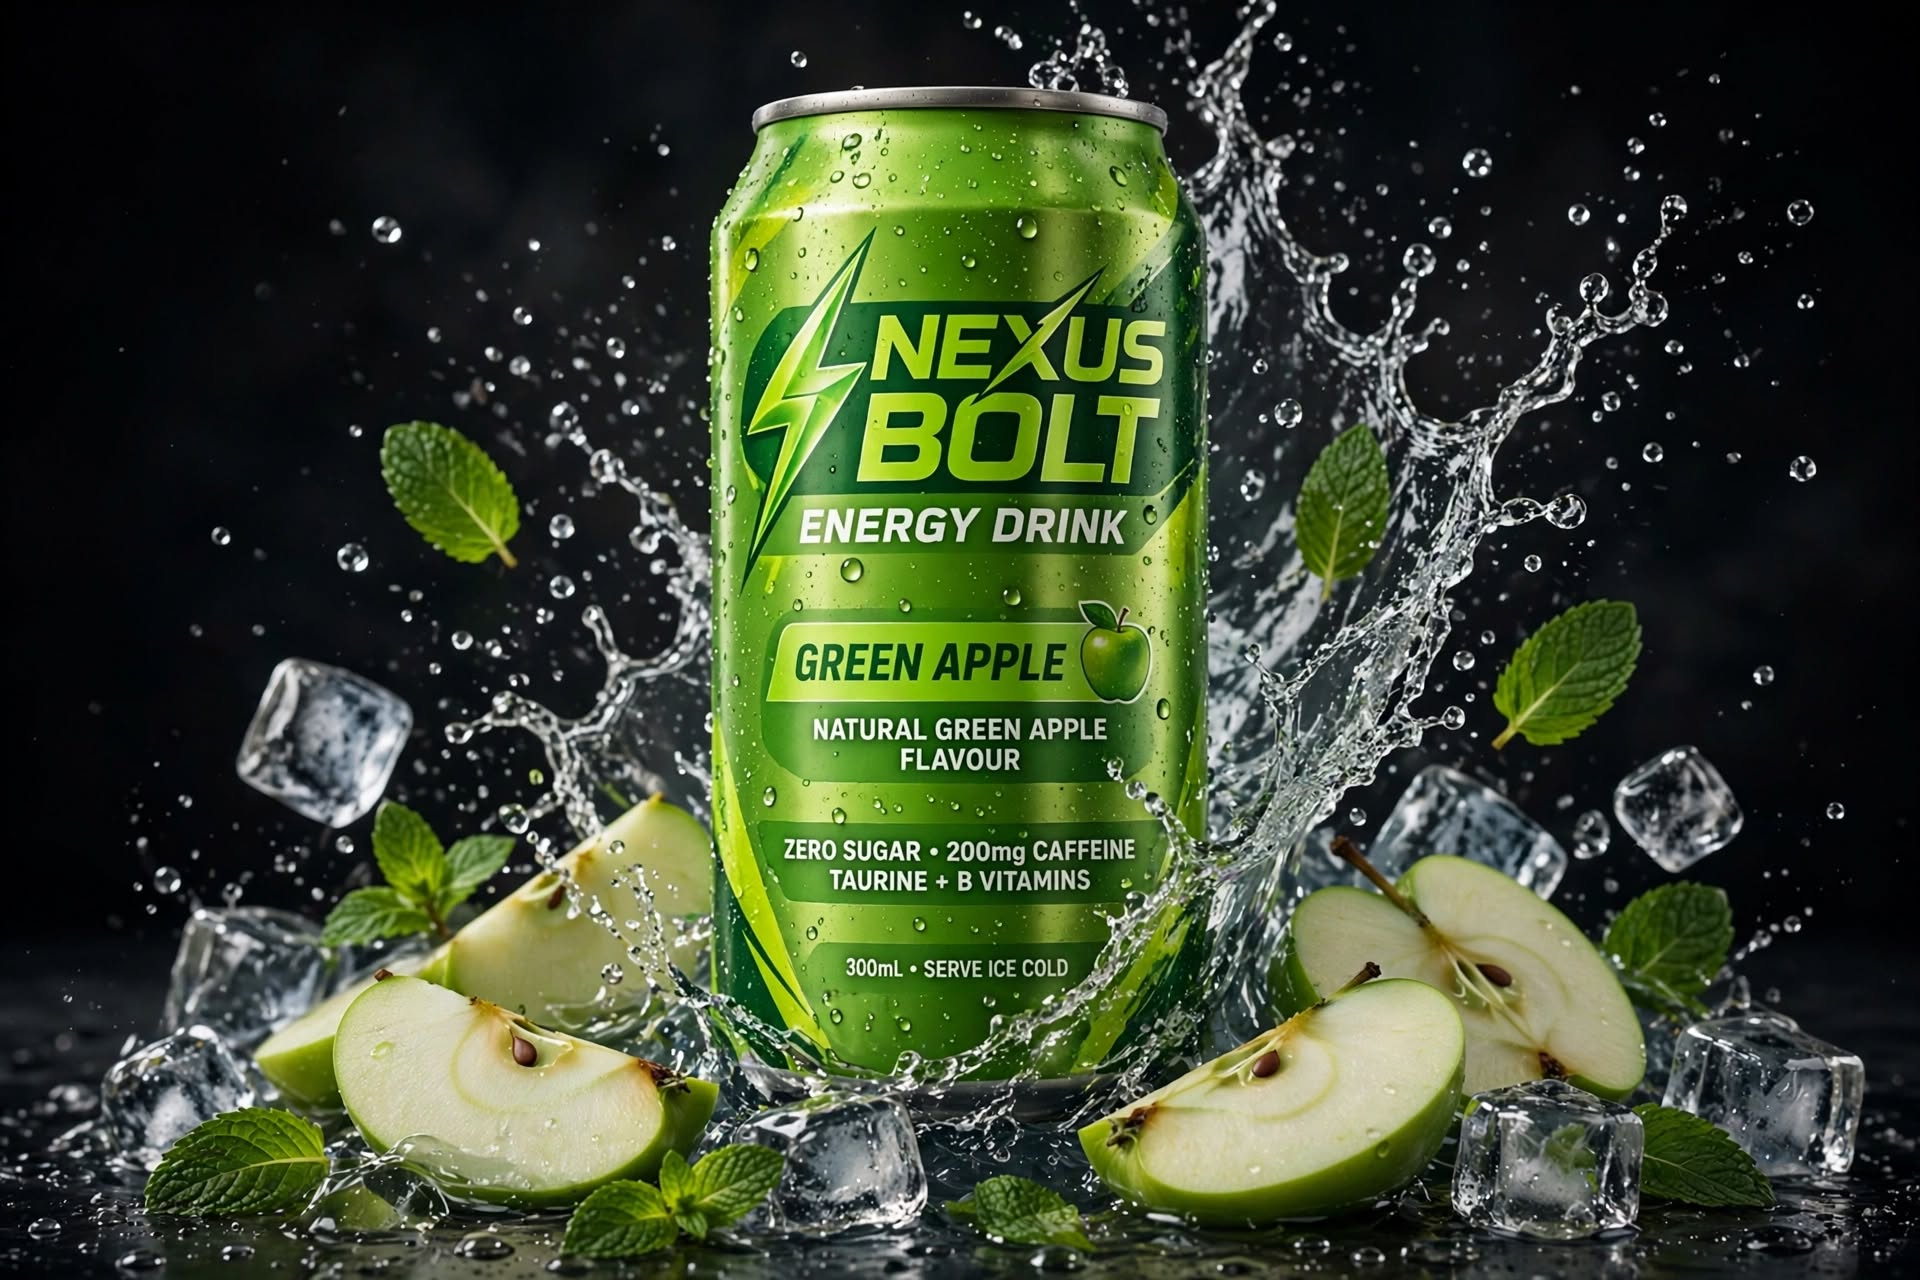 NEXUS
BOLT
ENERGY DRINK
GREEN APPLE
NATURAL GREEN APPLE
FLAVOUR
ZERO SUGAR • 200mg CAFFEINE
TAURINE + B VITAMINS
300mL • SERVE ICE COLD